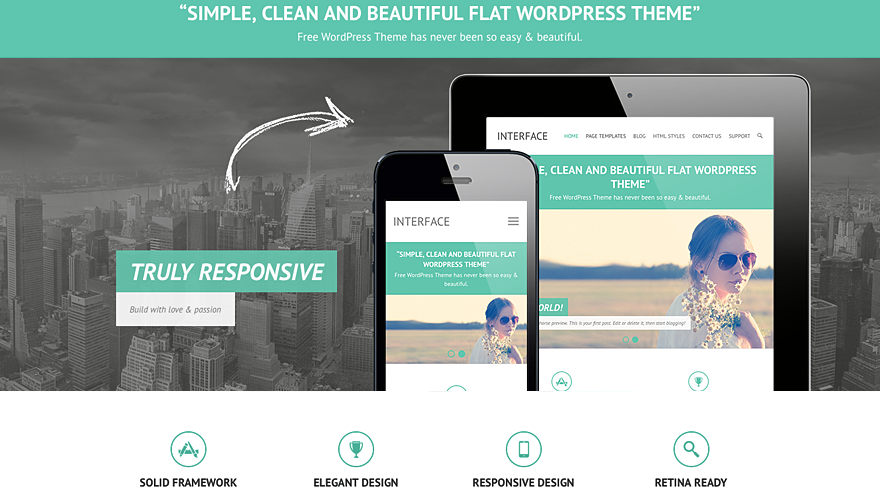 “SIMPLE, CLEAN AND BEAUTIFUL FLAT WORDPRESS THEME”
Free WordPress Theme has never been so easy & beautiful.
INTERFACE
HOME PAGE TEMPLATES BLOG HTML STYLES CONTACT US SUPPORT
E, CLEAN AND BEAUTIFUL FLAT WORDPRESS
THEME”
Free WordPress Theme has never been so easy & beautiful.
INTERFACE
“SIMPLE, CLEAN AND BEAUTIFUL FLAT
WORDPRESS THEME”
Free WordPress Theme has never been so easy &
beautiful.
TRULY RESPONSIVE
Build with love & passion
ORLD!
preview. This is your first post. Edit or delete it, then start blogging!
SOLID FRAMEWORK
ELEGANT DESIGN
RESPONSIVE DESIGN
RETINA READY